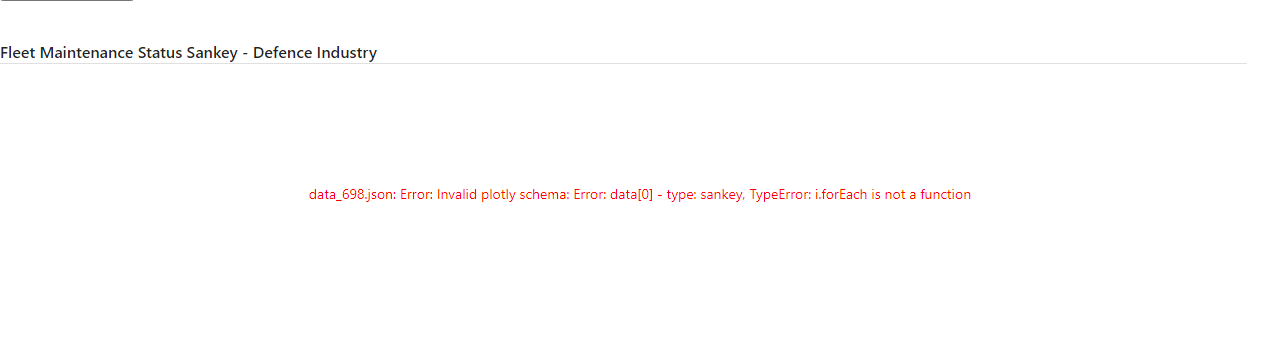 Fleet Maintenance Status Sankey - Defence Industry
data_698.json: Error: Invalid plotly schema: Error: data[0] - type: sankey, TypeError: i.forEach is not a function